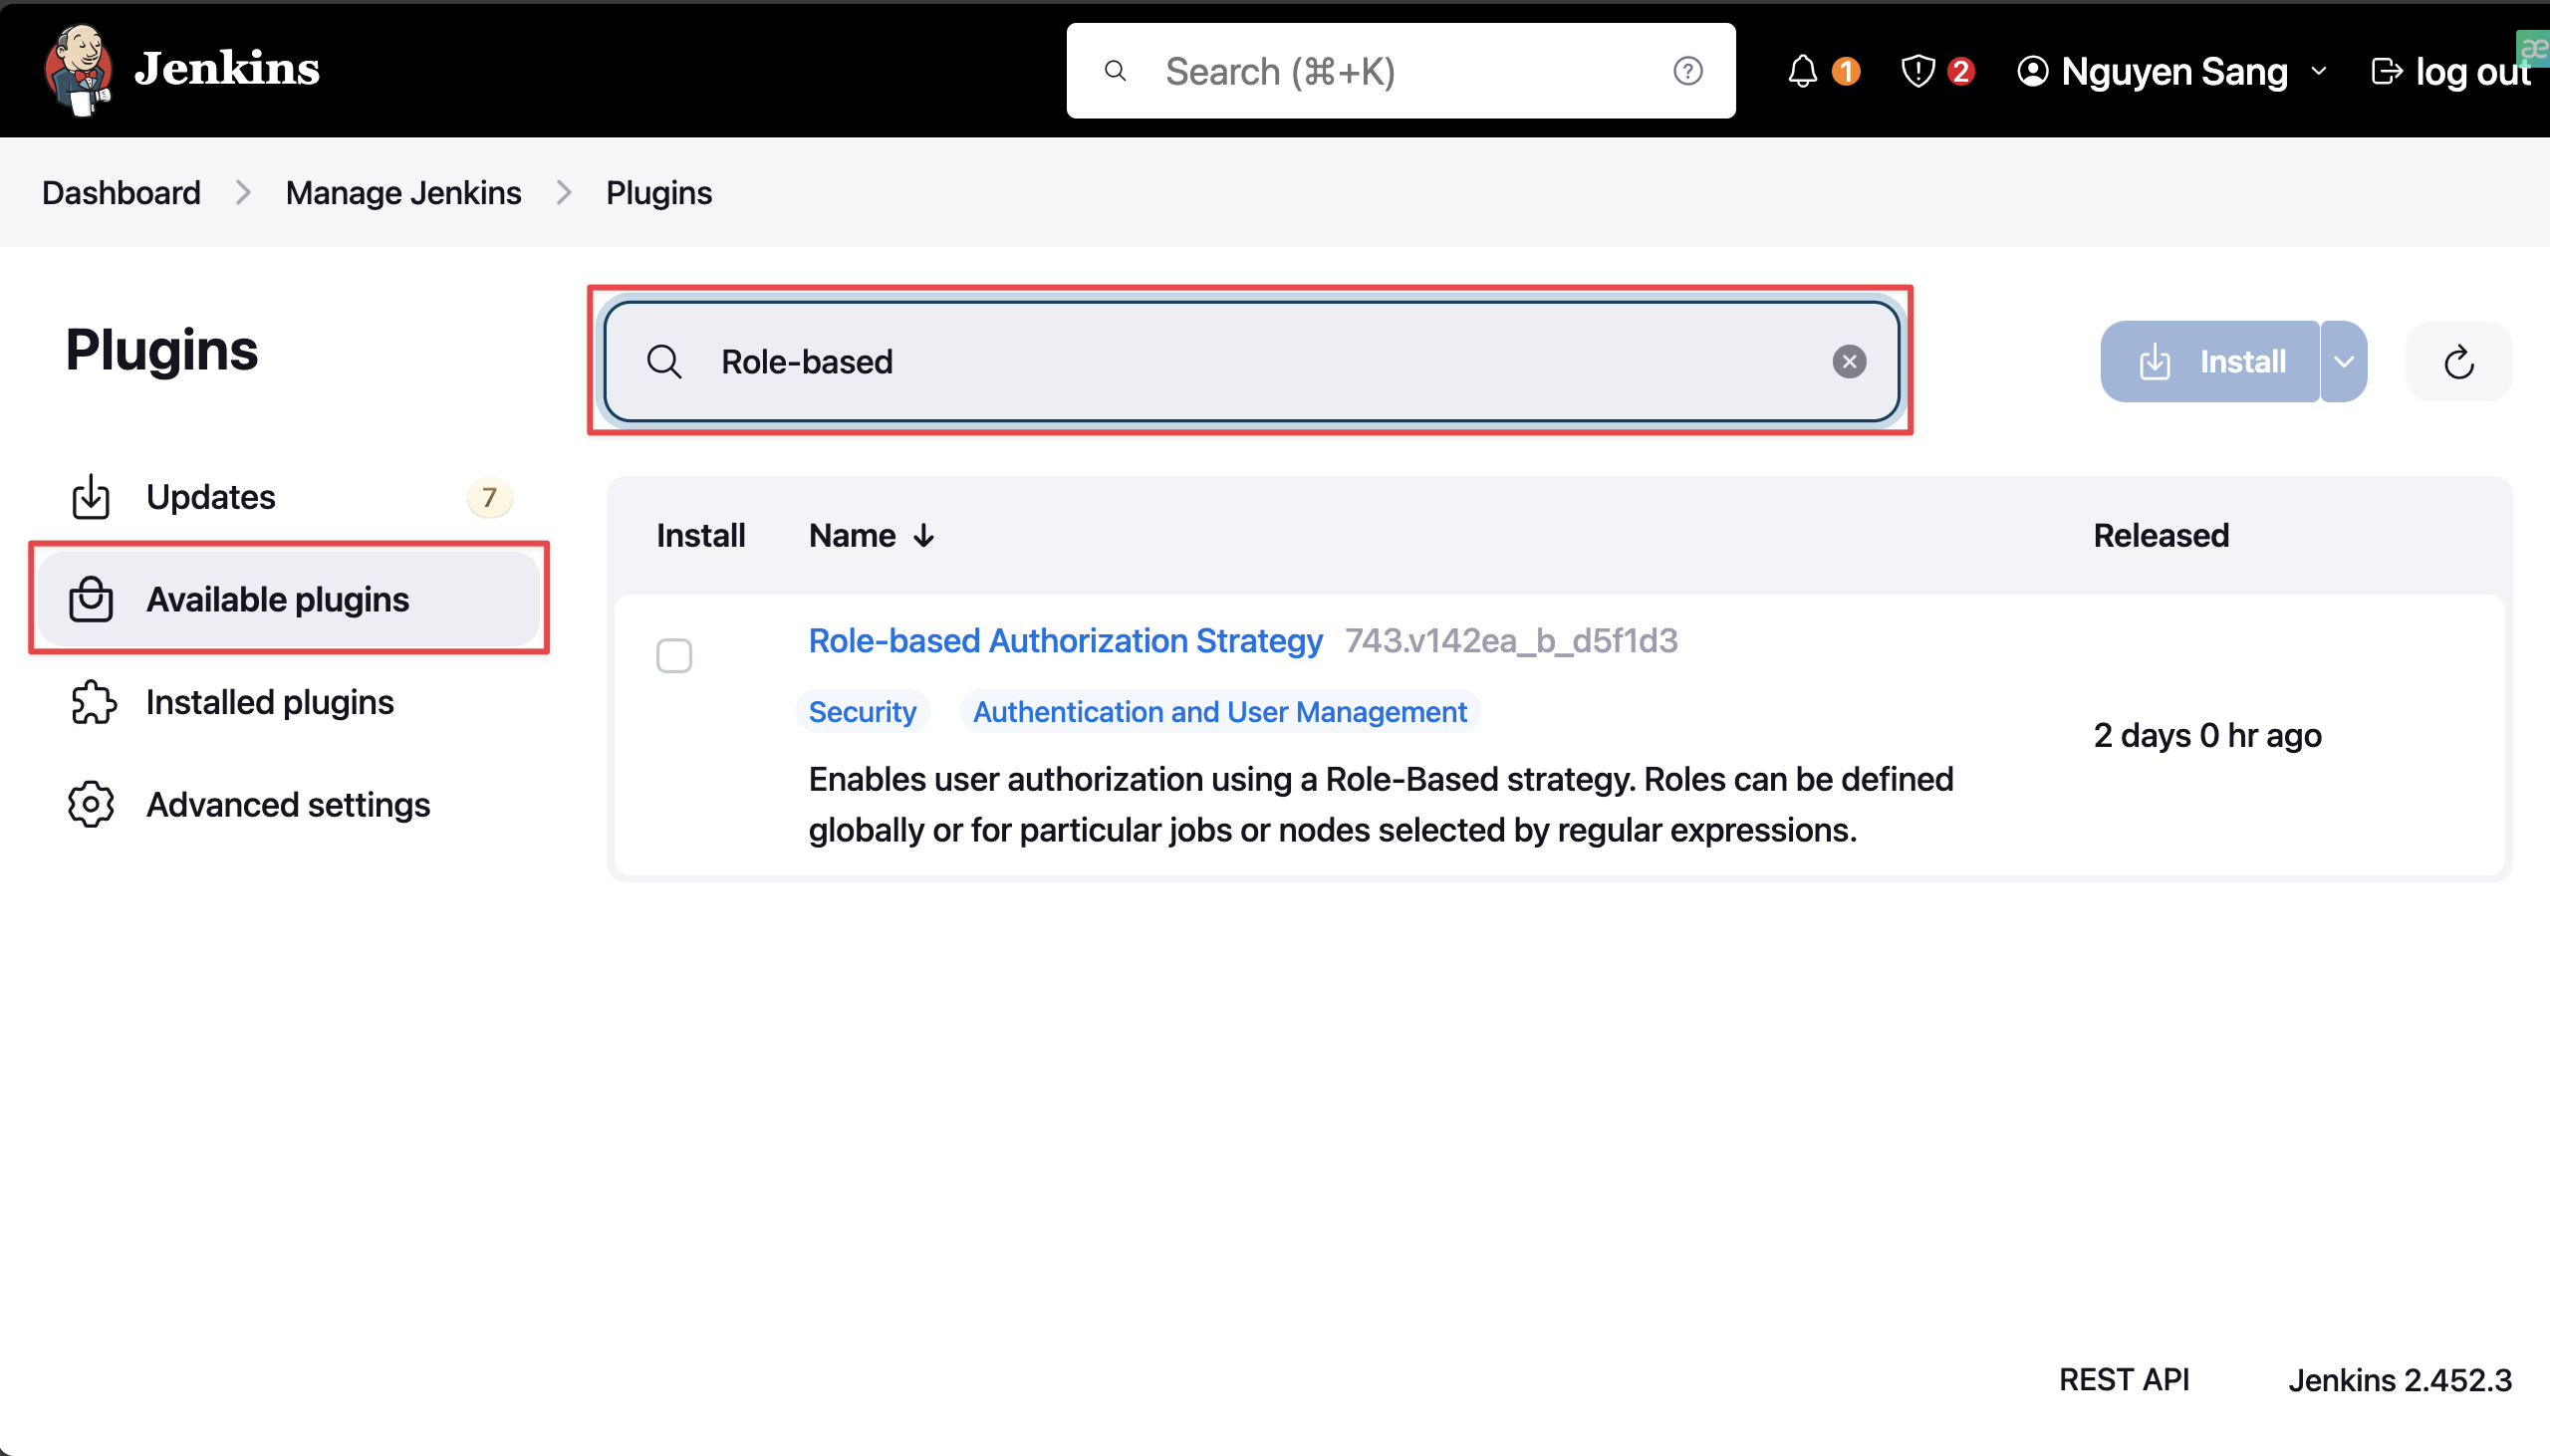 Jenkins
Search (⌘+K)
1
2
Nguyen Sang
log out
æ
Dashboard
Manage Jenkins
Plugins
Plugins
Role-based
Install
Updates
7
Available plugins
Installed plugins
Advanced settings
Install
Name ↓
Released
Role-based Authorization Strategy 743.v142ea_b_d5f1d3
Security
Authentication and User Management
Enables user authorization using a Role-Based strategy. Roles can be defined
globally or for particular jobs or nodes selected by regular expressions.
2 days 0 hr ago
REST API
Jenkins 2.452.3